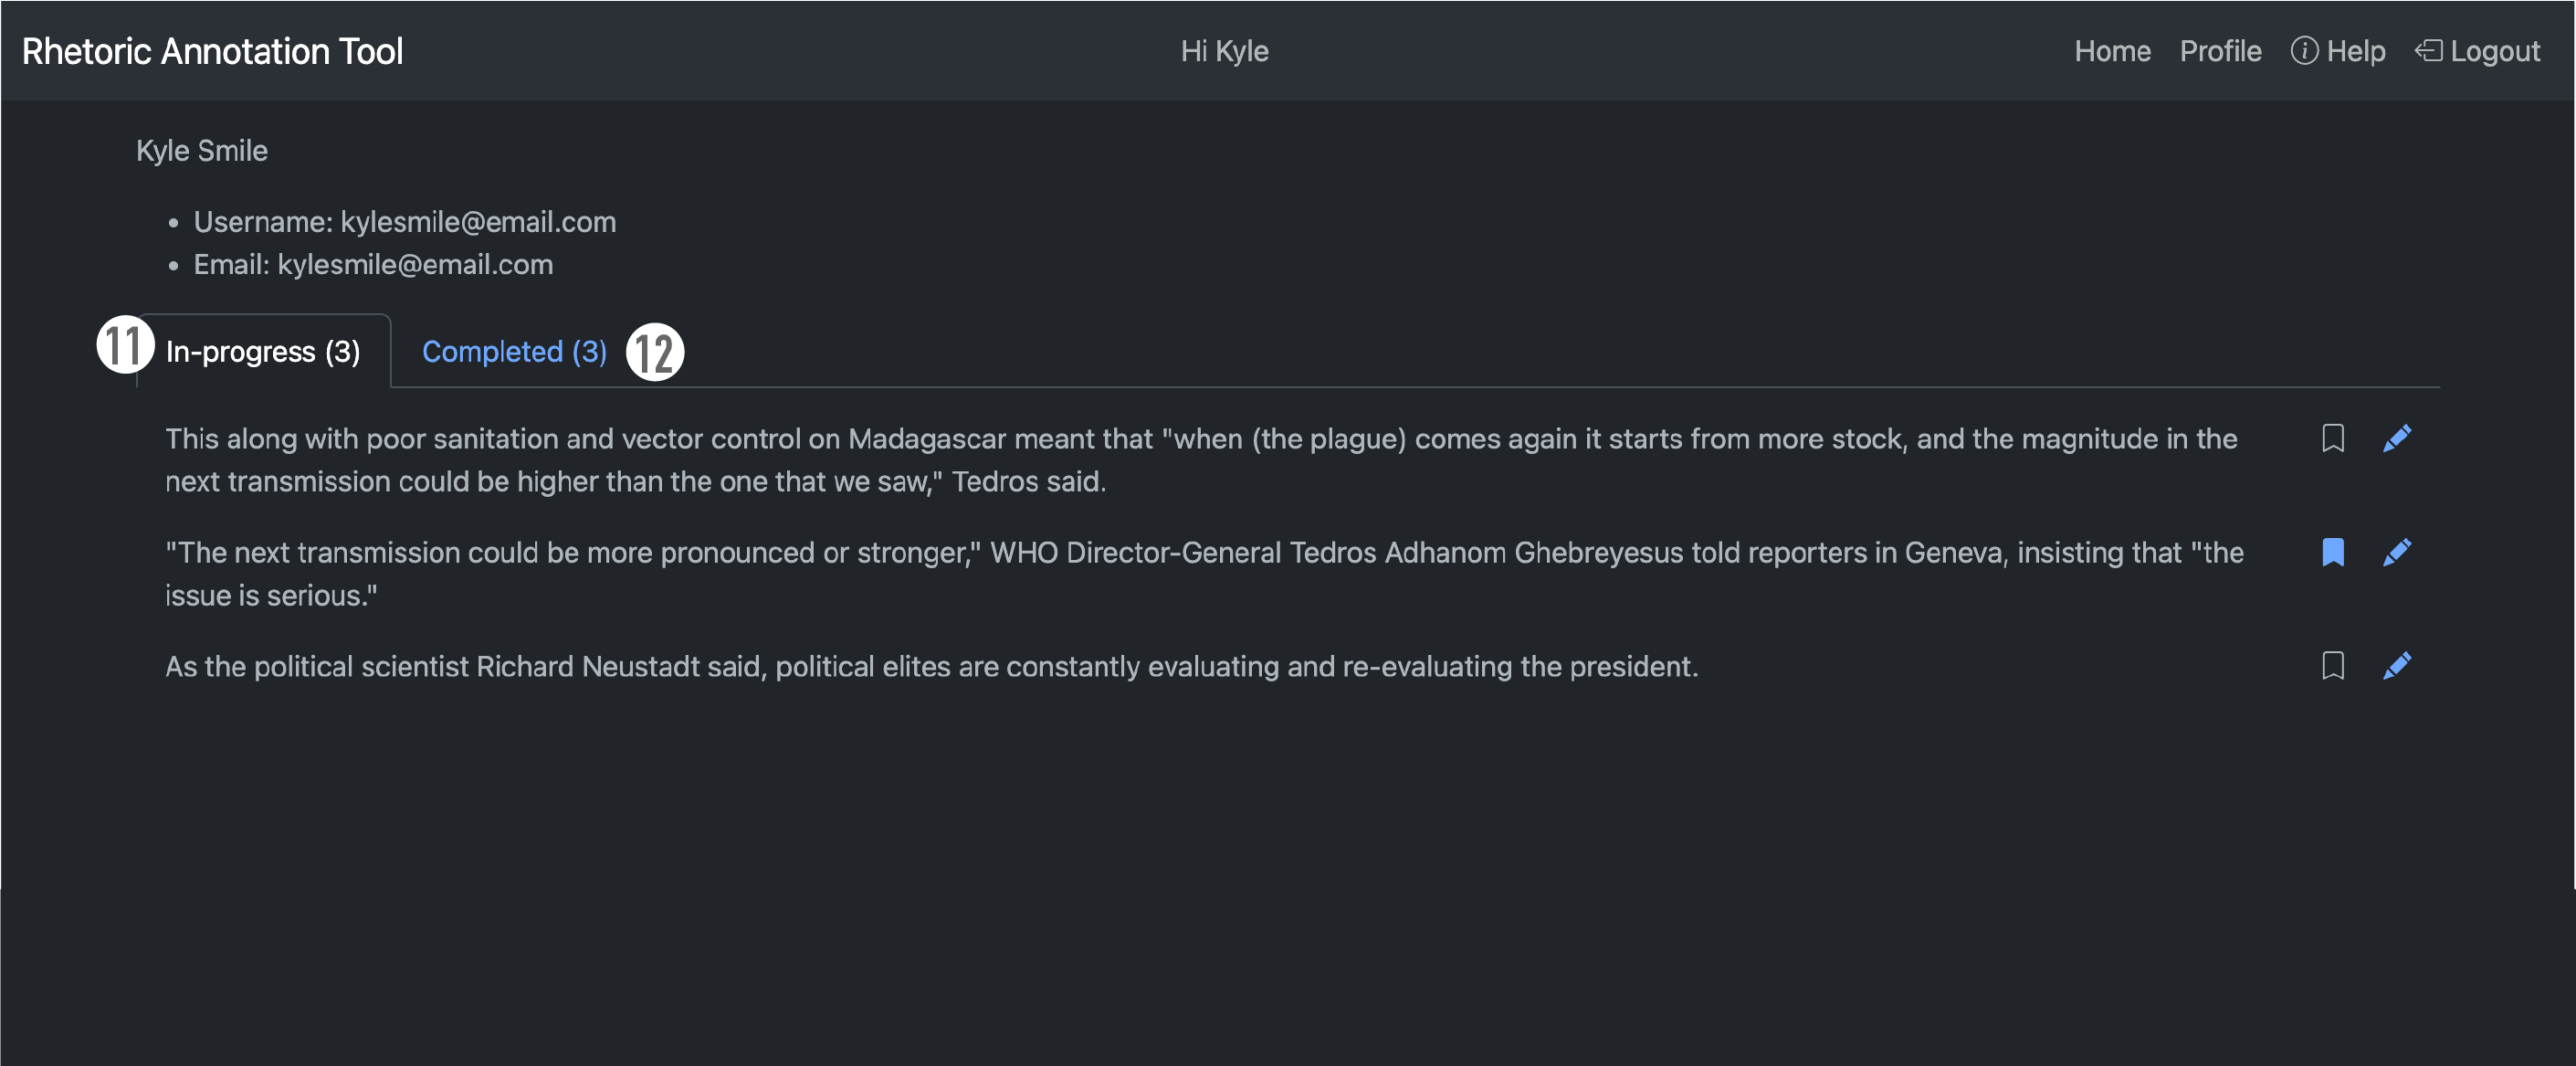 Rhetoric Annotation Tool
Hi Kyle
Home Profile Help Logout
Kyle Smile
• Username: kylesmile@email.com
• Email: kylesmile@email.com
11 In-progress (3) Completed (3) 12
This along with poor sanitation and vector control on Madagascar meant that "when (the plague) comes again it starts from more stock, and the magnitude in the
next transmission could be higher than the one that we saw," Tedros said.
"The next transmission could be more pronounced or stronger," WHO Director-General Tedros Adhanom Ghebreyesus told reporters in Geneva, insisting that "the
issue is serious."
As the political scientist Richard Neustadt said, political elites are constantly evaluating and re-evaluating the president.